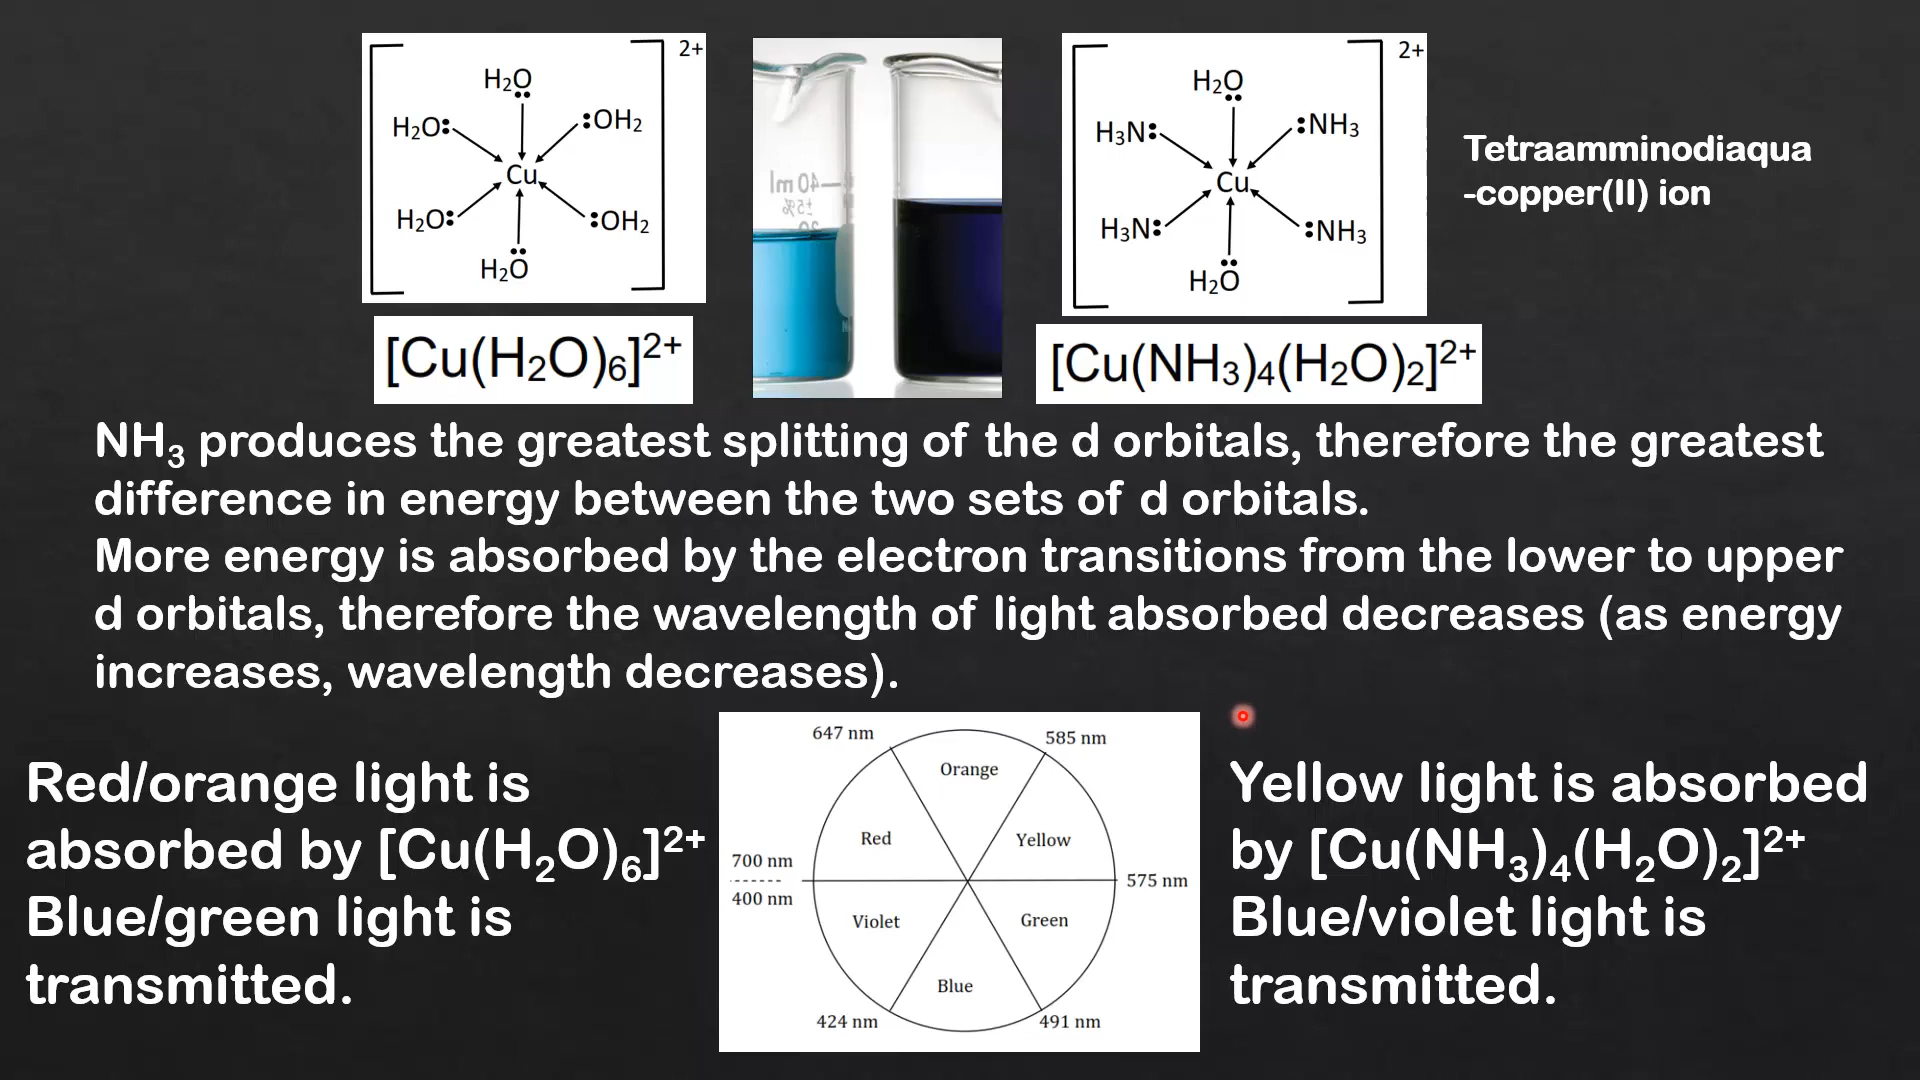 2+
H₂O
H₂O:
:OH₂
Cu
H₂O:
:OH₂
H₂O
[Cu(H₂O)₆]²⁺
40 ml
±5%
20
2+
H₂O
H₃N:
:NH₃
Cu
H₃N:
:NH₃
H₂O
[Cu(NH₃)₄(H₂O)₂]²⁺
Tetraamminodiaqua
-copper(II) ion
NH₃ produces the greatest splitting of the d orbitals, therefore the greatest
difference in energy between the two sets of d orbitals.
More energy is absorbed by the electron transitions from the lower to upper
d orbitals, therefore the wavelength of light absorbed decreases (as energy
increases, wavelength decreases).
Red/orange light is
absorbed by [Cu(H₂O)₆]²⁺
Blue/green light is
transmitted.
647 nm
585 nm
Orange
Red
Yellow
700 nm
400 nm
575 nm
Violet
Green
Blue
424 nm
491 nm
Yellow light is absorbed
by [Cu(NH₃)₄(H₂O)₂]²⁺
Blue/violet light is
transmitted.